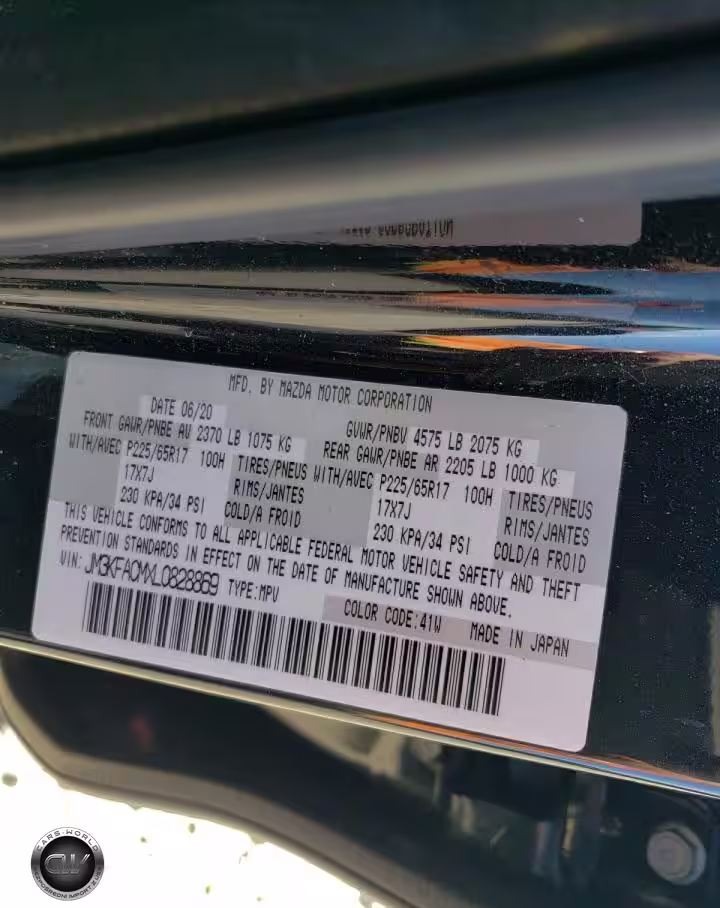 MFD. BY MAZDA MOTOR CORPORATION
DATE 06/20 GVWR/PNBV 4575 LB 2075 KG
FRONT GAWR/PNBE AV 2370 LB 1075 KG REAR GAWR/PNBE AR 2205 LB 1000 KG
WITH/AVEC P225/65R17 100H TIRES/PNEUS WITH/AVEC P225/65R17 100H TIRES/PNEUS
17X7J RIMS/JANTES 17X7J RIMS/JANTES
230 KPA/34 PSI COLD/A FROID 230 KPA/34 PSI COLD/A FROID
THIS VEHICLE CONFORMS TO ALL APPLICABLE FEDERAL MOTOR VEHICLE SAFETY AND THEFT
PREVENTION STANDARDS IN EFFECT ON THE DATE OF MANUFACTURE SHOWN ABOVE.
VIN: JM3KFACMXL0828869 TYPE:MPV
COLOR CODE:41W MADE IN JAPAN
CARS-WORLD
CW